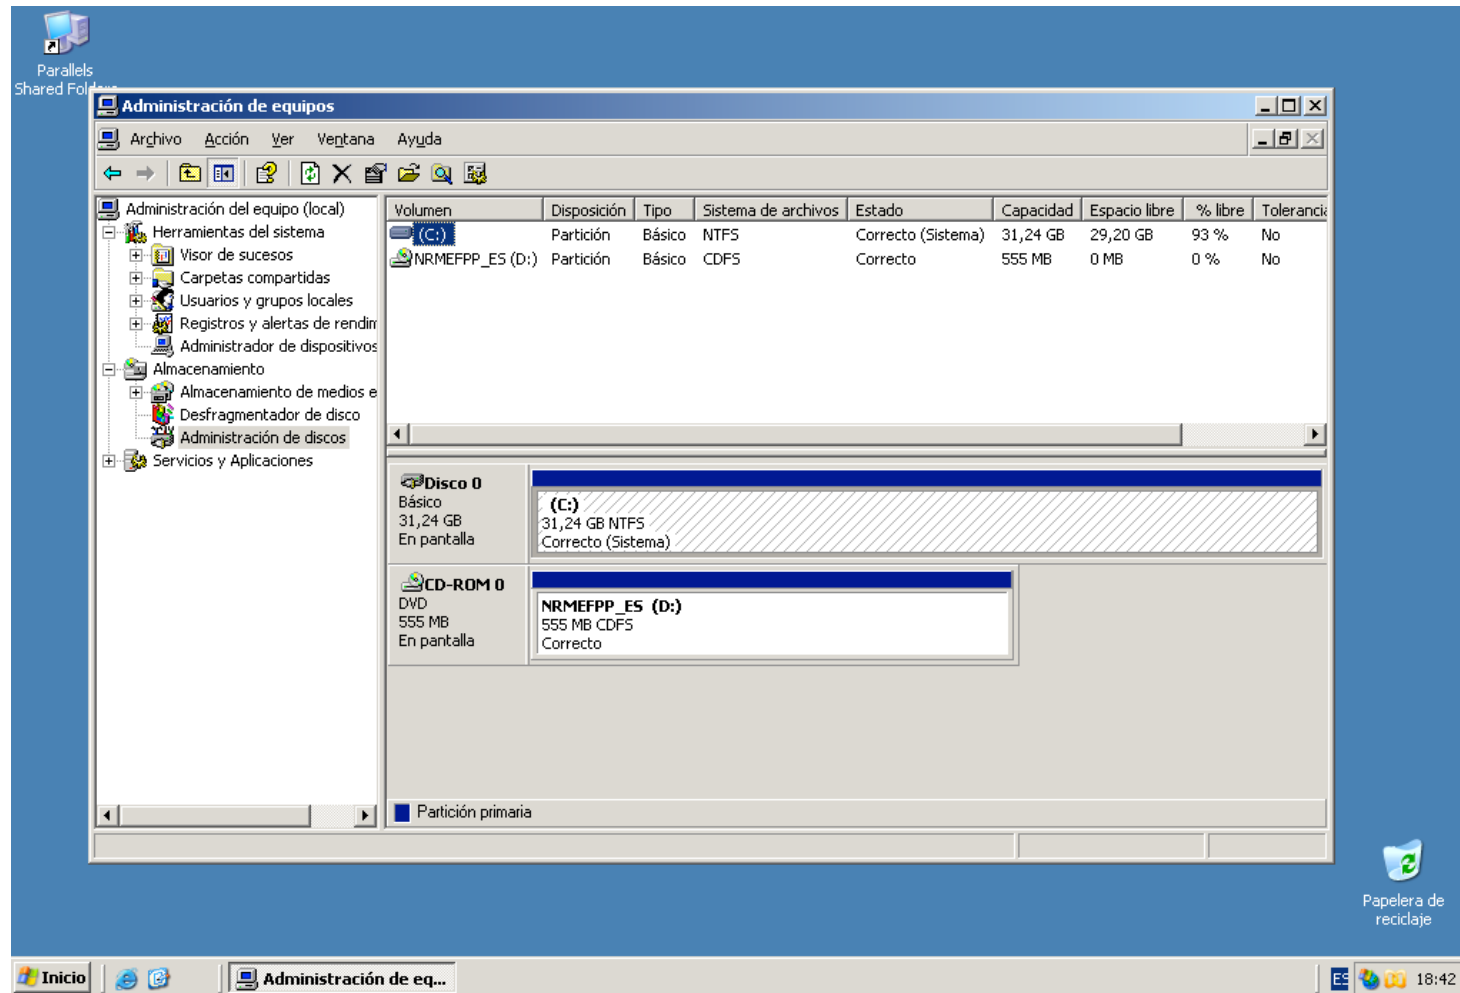 Parallels
Shared Fol
Administración de equipos
Archivo Acción Ver Ventana Ayuda
Administración del equipo (local)
Herramientas del sistema
Visor de sucesos
Carpetas compartidas
Usuarios y grupos locales
Registros y alertas de rendim
Administrador de dispositivos
Almacenamiento
Almacenamiento de medios e
Desfragmentador de disco
Administración de discos
Servicios y Aplicaciones
Volumen Disposición Tipo Sistema de archivos Estado Capacidad Espacio libre % libre Tolerancia
(C:) Partición Básico NTFS Correcto (Sistema) 31,24 GB 29,20 GB 93 % No
NRMEFPP_ES (D:) Partición Básico CDFS Correcto 555 MB 0 MB 0 % No
Disco 0
Básico
31,24 GB
En pantalla
(C:)
31,24 GB NTFS
Correcto (Sistema)
CD-ROM 0
DVD
555 MB
En pantalla
NRMEFPP_ES (D:)
555 MB CDFS
Correcto
Partición primaria
Papelera de
reciclaje
Inicio
Administración de eq...
ES
18:42